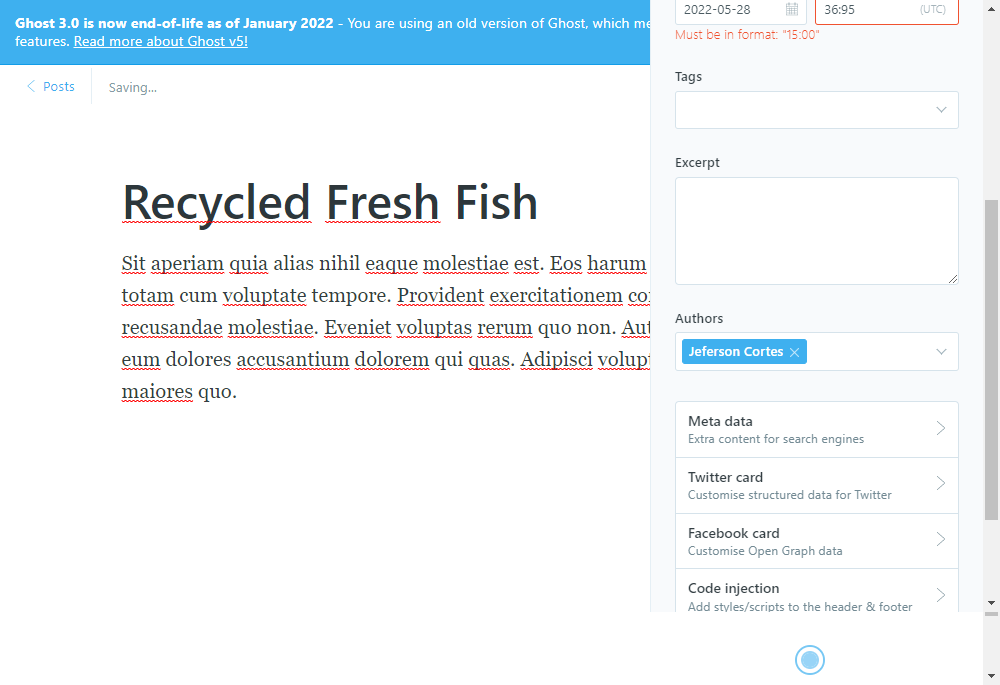 Ghost 3.0 is now end-of-life as of January 2022 - You are using an old version of Ghost, which me
features. Read more about Ghost v5!
Posts
Saving...
Recycled Fresh Fish
Sit aperiam quia alias nihil eaque molestiae est. Eos harum
totam cum voluptate tempore. Provident exercitationem
recusandae molestiae. Eveniet voluptas rerum quo non. Aut
eum dolores accusantium dolorem qui quas. Adipisci
maiores quo.
2022-05-28
36:95 (UTC)
Must be in format: "15:00"
Tags
Excerpt
Authors
Jeferson Cortes
Meta data
Extra content for search engines
Twitter card
Customise structured data for Twitter
Facebook card
Customise Open Graph data
Code injection
Add styles/scripts to the header & footer